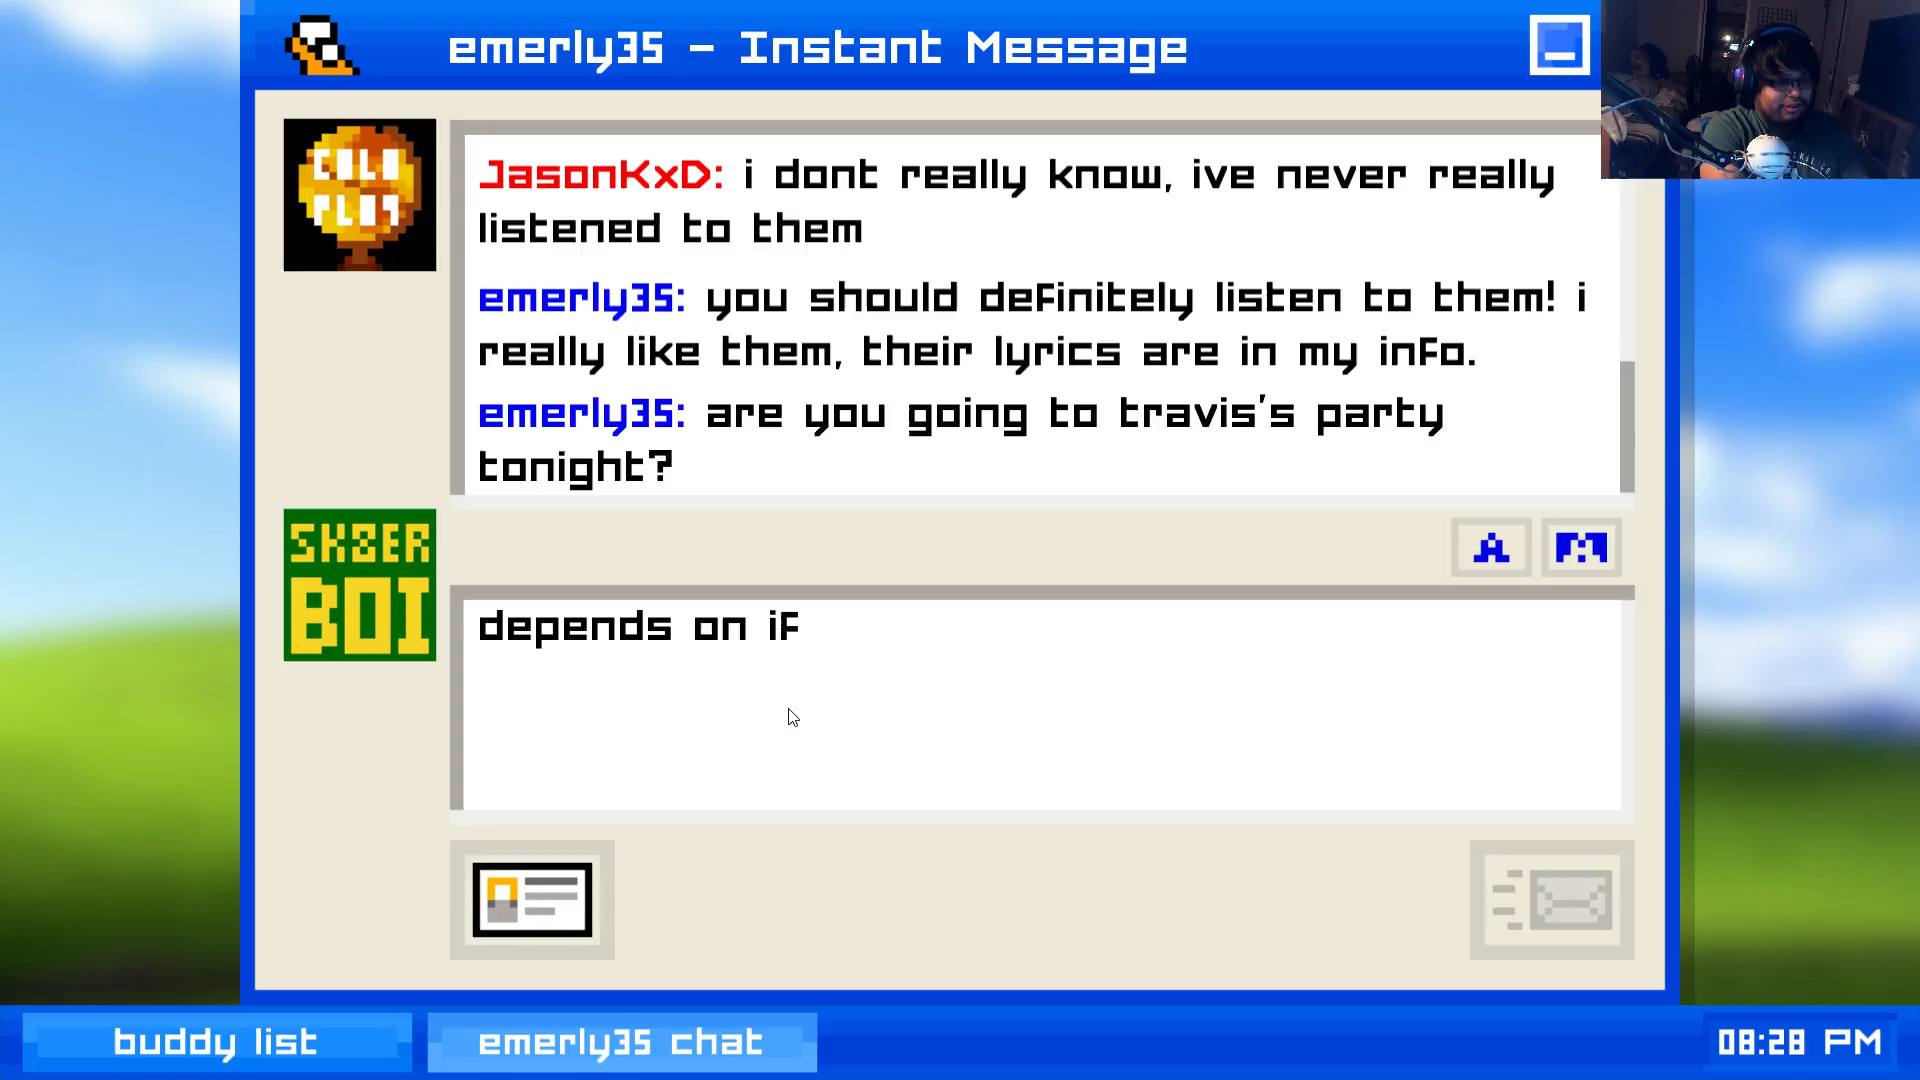 emerly35 - Instant Message
COLD PLAY
JasonKxD: i dont really know, ive never really
listened to them
emerly35: you should definitely listen to them! i
really like them, their lyrics are in my info.
emerly35: are you going to travis's party
tonight?
SK8ER
BOI
A
depends on if
buddy list
emerly35 chat
08:28 PM